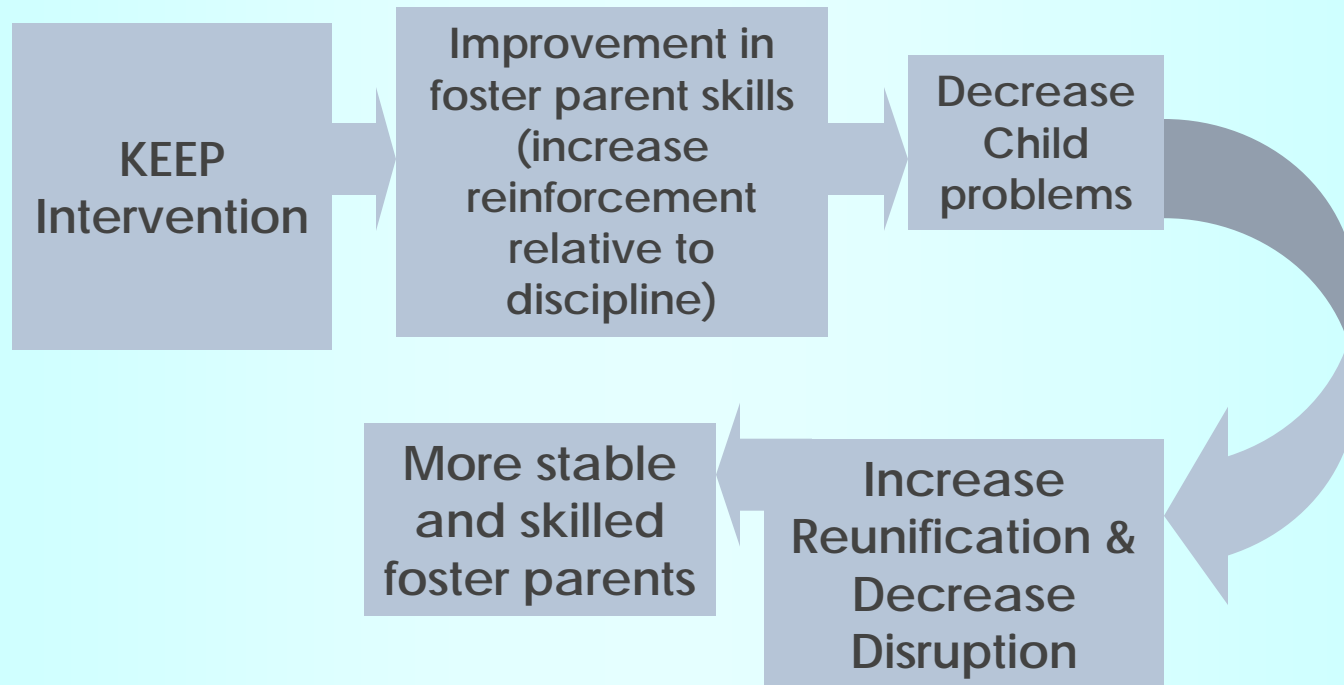 KEEP
Intervention
Improvement in
foster parent skills
(increase
reinforcement
relative to
discipline)
Decrease
Child
problems
Increase
Reunification &
Decrease
Disruption
More stable
and skilled
foster parents